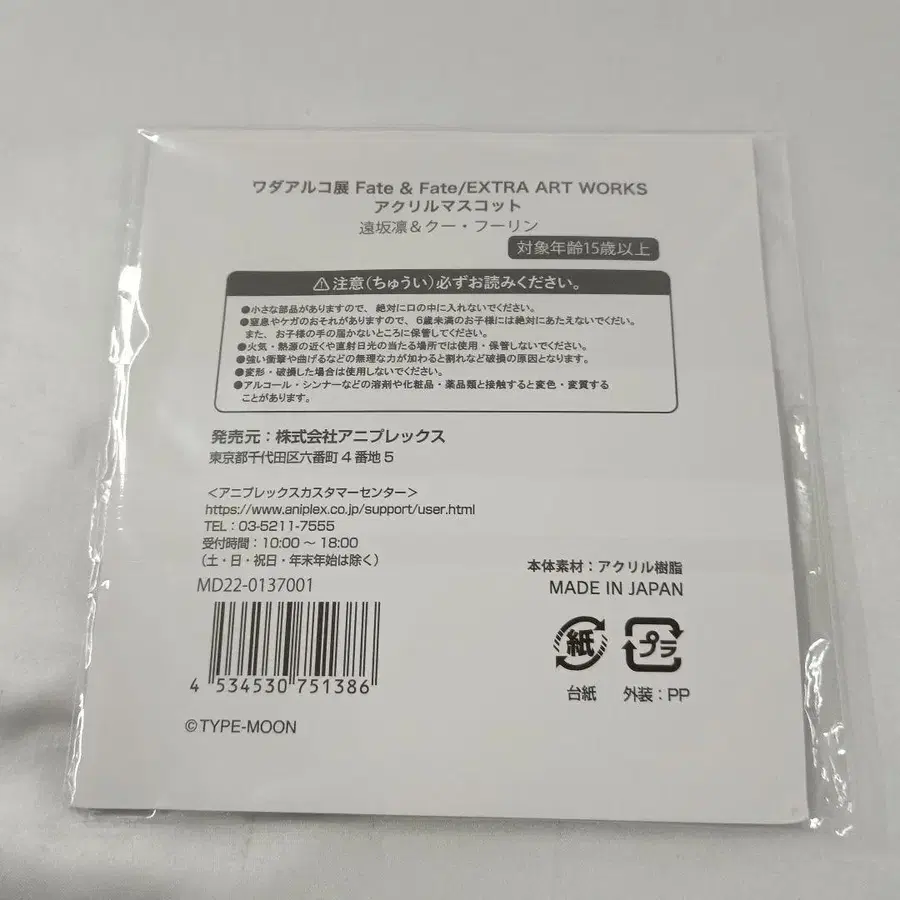 ワダアルコ展 Fate & Fate/EXTRA ART WORKS
アクリルマスコット
遠坂凛&クー・フーリン
対象年齢15歳以上
⚠注意(ちゅうい)必ずお読みください。
●小さな部品がありますので、絶対に口の中に入れないでください。
●窒息やケガのおそれがありますので、6歳未満のお子様には絶対にあたえないでください。
また、お子様の手の届かないところに保管してください。
●火気・熱源の近くや直射日光の当たる場所では使用・保管しないでください。
●強い衝撃や曲げるなどの無理な力が加わると割れなど破損の原因となります。
●変形・破損した場合は使用しないでください。
●アルコール・シンナーなどの溶剤や化粧品・薬品類と接触すると変色・変質する
ことがあります。
発売元:株式会社アニプレックス
東京都千代田区六番町4番地5
<アニプレックスカスタマーセンター>
https://www.aniplex.co.jp/support/user.html
TEL:03-5211-7555
受付時間:10:00~18:00
(土・日・祝日・年末年始は除く)
MD22-0137001
本体素材:アクリル樹脂
MADE IN JAPAN
紙 プラ
台紙 外装:PP
4 534530 751386
©TYPE-MOON